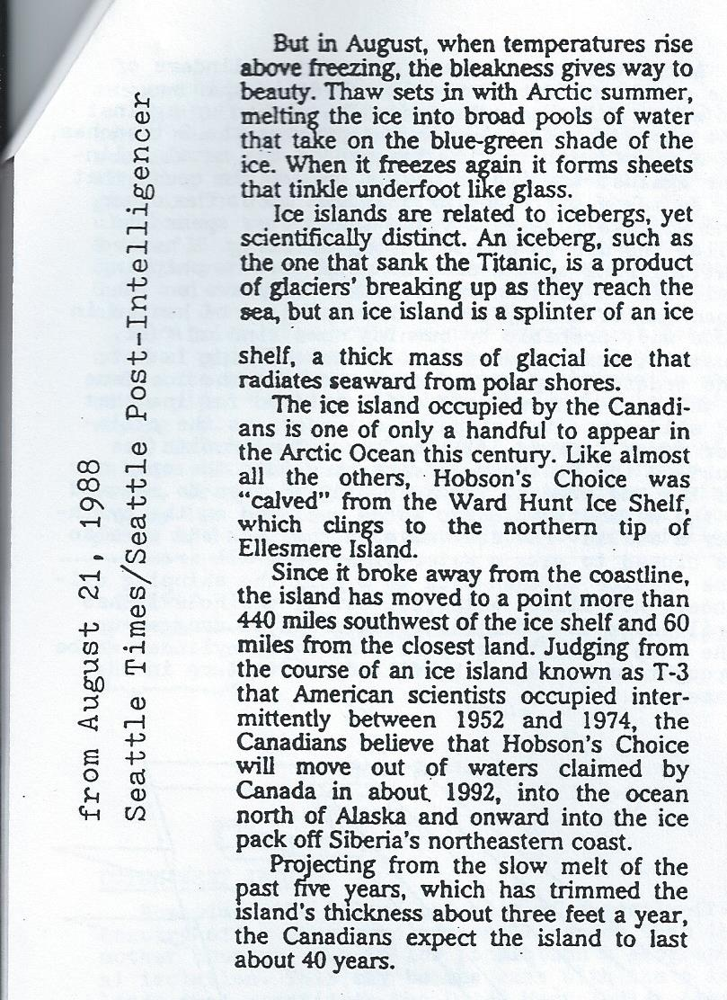 from August 21, 1988
Seattle Times/Seattle Post-Intelligencer
But in August, when temperatures rise
above freezing, the bleakness gives way to
beauty. Thaw sets in with Arctic summer,
melting the ice into broad pools of water
that take on the blue-green shade of the
ice. When it freezes again it forms sheets
that tinkle underfoot like glass.
Ice islands are related to icebergs, yet
scientifically distinct. An iceberg, such as
the one that sank the Titanic, is a product
of glaciers' breaking up as they reach the
sea, but an ice island is a splinter of an ice
shelf, a thick mass of glacial ice that
radiates seaward from polar shores.
The ice island occupied by the Canadi-
ans is one of only a handful to appear in
the Arctic Ocean this century. Like almost
all the others, Hobson's Choice was
"calved" from the Ward Hunt Ice Shelf,
which clings to the northern tip of
Ellesmere Island.
Since it broke away from the coastline,
the island has moved to a point more than
440 miles southwest of the ice shelf and 60
miles from the closest land. Judging from
the course of an ice island known as T-3
that American scientists occupied inter-
mittently between 1952 and 1974, the
Canadians believe that Hobson's Choice
will move out of waters claimed by
Canada in about 1992, into the ocean
north of Alaska and onward into the ice
pack off Siberia's northeastern coast.
Projecting from the slow melt of the
past five years, which has trimmed the
island's thickness about three feet a year,
the Canadians expect the island to last
about 40 years.